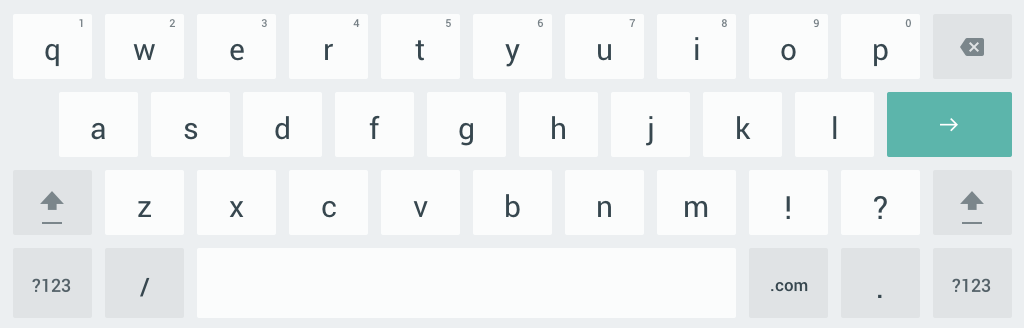 1 2 3 4 5 6 7 8 9 0
q w e r t y u i o p
a s d f g h j k l
z x c v b n m ! ?
?123 / .com . ?123